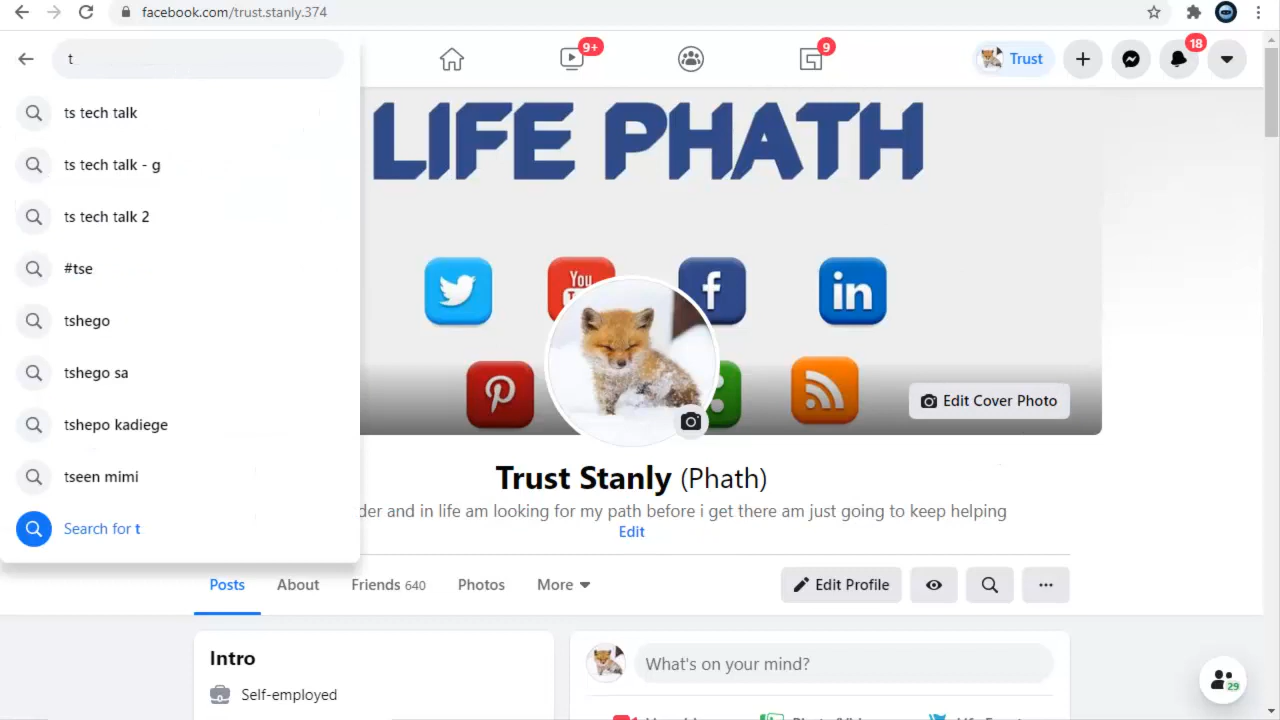 facebook.com/trust.stanly.374
t
9+
9
Trust
18
ts tech talk
ts tech talk - g
ts tech talk 2
#tse
tshego
tshego sa
tshepo kadiege
tseen mimi
Search for t
LIFE PHATH
You
f
in
Edit Cover Photo
Trust Stanly (Phath)
der and in life am looking for my path before i get there am just going to keep helping
Edit
Posts
About
Friends 640
Photos
More
Edit Profile
Intro
Self-employed
What's on your mind?
29